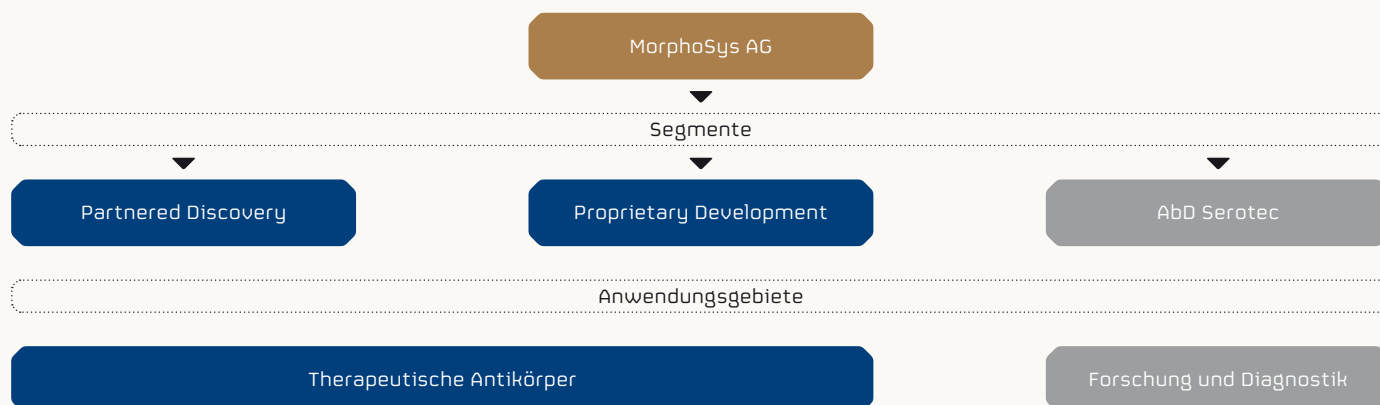 MorphoSys AG
Segmente
Partnered Discovery
Proprietary Development
AbD Serotec
Anwendungsgebiete
Therapeutische Antikörper
Forschung und Diagnostik